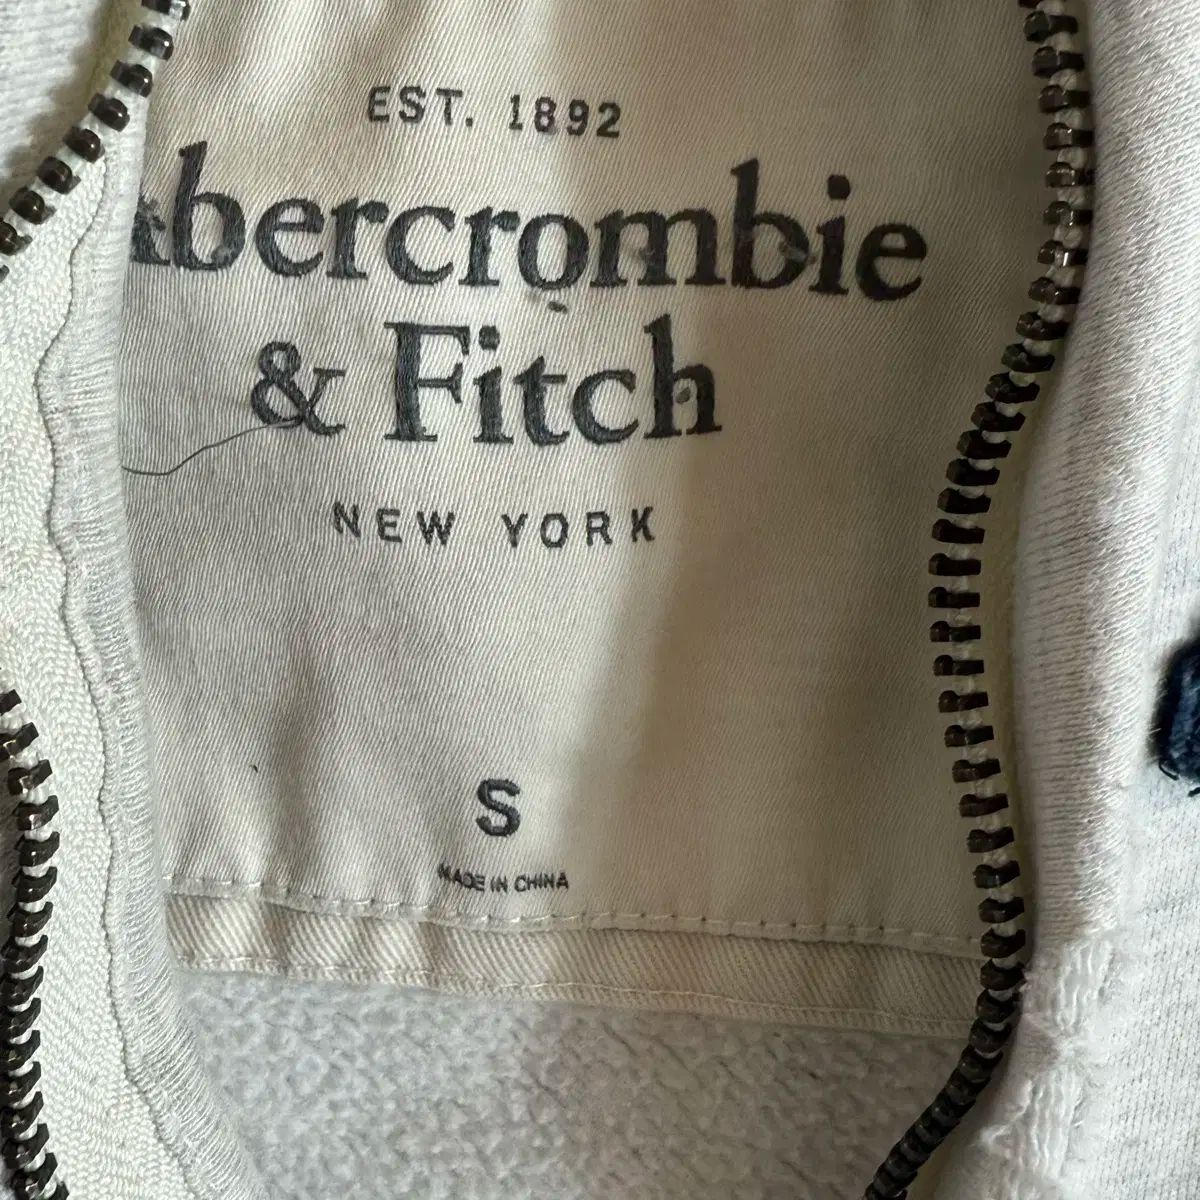 EST. 1892
Abercrombie
& Fitch
NEW YORK
S
MADE IN CHINA